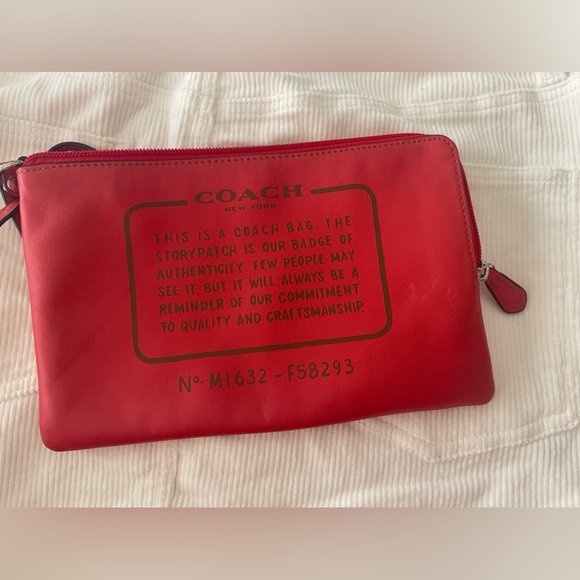 COACH
NEW YORK
THIS IS A COACH BAG. THE
STORYPATCH IS OUR BADGE OF
AUTHENTICITY. FEW PEOPLE MAY
SEE IT, BUT IT WILL ALWAYS BE A
REMINDER OF OUR COMMITMENT
TO QUALITY AND CRAFTSMANSHIP.
Nº. M1632 - F58293